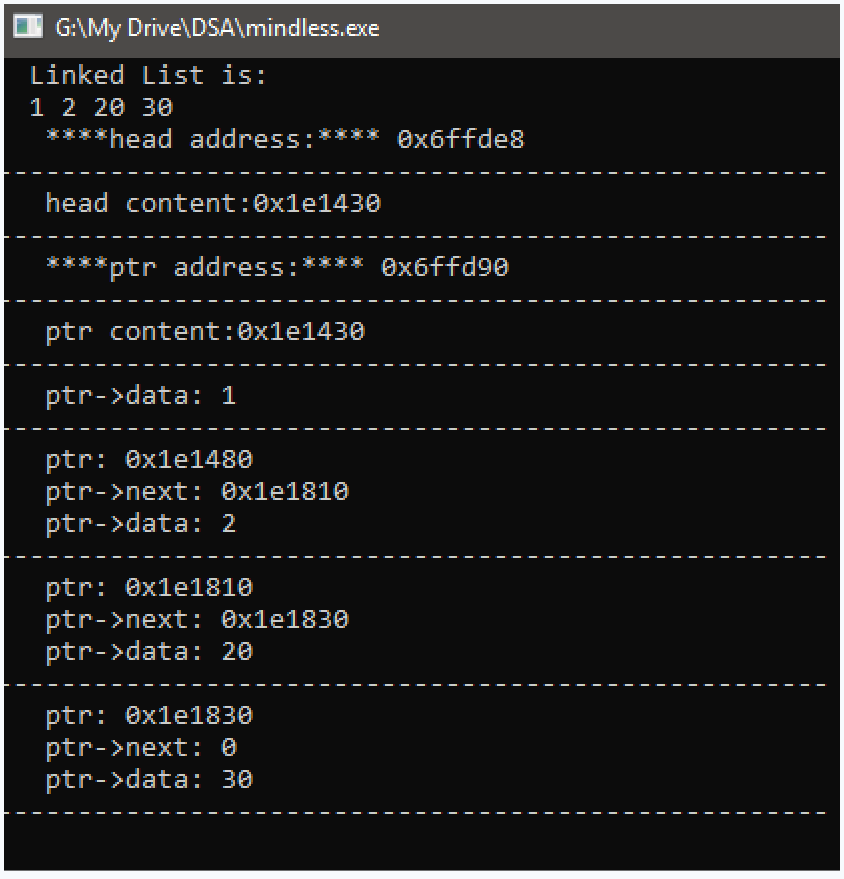 G:\My Drive\DSA\mindless.exe
Linked List is:
1 2 20 30
****head address:**** 0x6ffde8
-----------------------------------------------------
head content:0x1e1430
-----------------------------------------------------
****ptr address:**** 0x6ffd90
-----------------------------------------------------
ptr content:0x1e1430
-----------------------------------------------------
ptr->data: 1
-----------------------------------------------------
ptr: 0x1e1480
ptr->next: 0x1e1810
ptr->data: 2
-----------------------------------------------------
ptr: 0x1e1810
ptr->next: 0x1e1830
ptr->data: 20
-----------------------------------------------------
ptr: 0x1e1830
ptr->next: 0
ptr->data: 30
-----------------------------------------------------